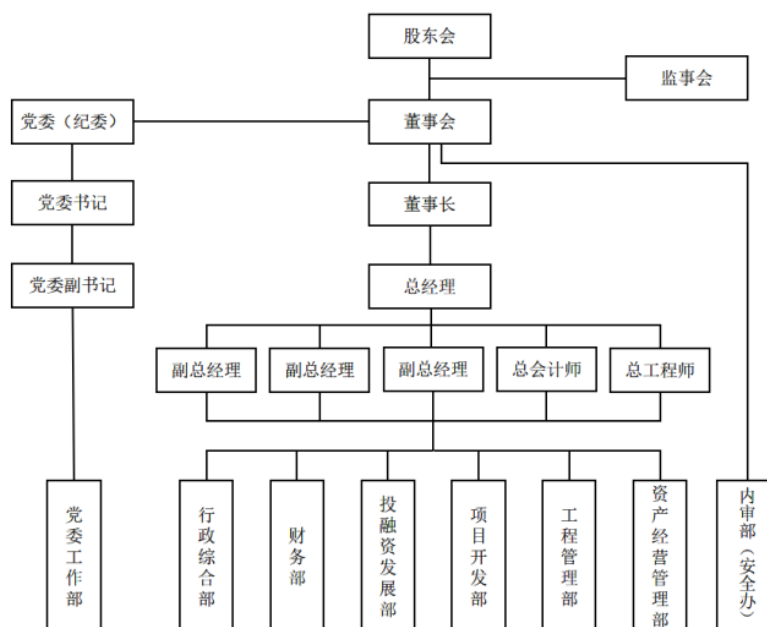 股东会
监事会
党委（纪委）
董事会
党委书记
董事长
党委副书记
总经理
副总经理
副总经理
副总经理
总会计师
总工程师
党委工作部
行政综合部
财务部
投融资发展部
项目开发部
工程管理部
资产经营管理部
内审部（安全办）